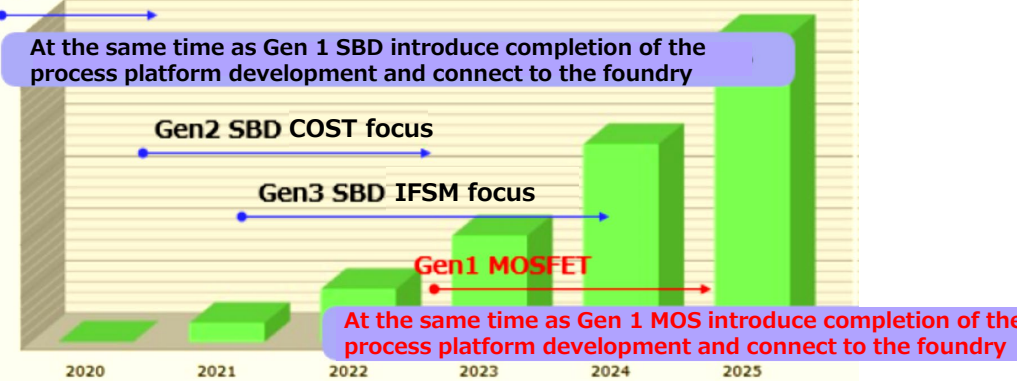 At the same time as Gen 1 SBD introduce completion of the
process platform development and connect to the foundry
Gen2 SBD COST focus
Gen3 SBD IFSM focus
Gen1 MOSFET
At the same time as Gen 1 MOS introduce completion of the
process platform development and connect to the foundry
2020 2021 2022 2023 2024 2025